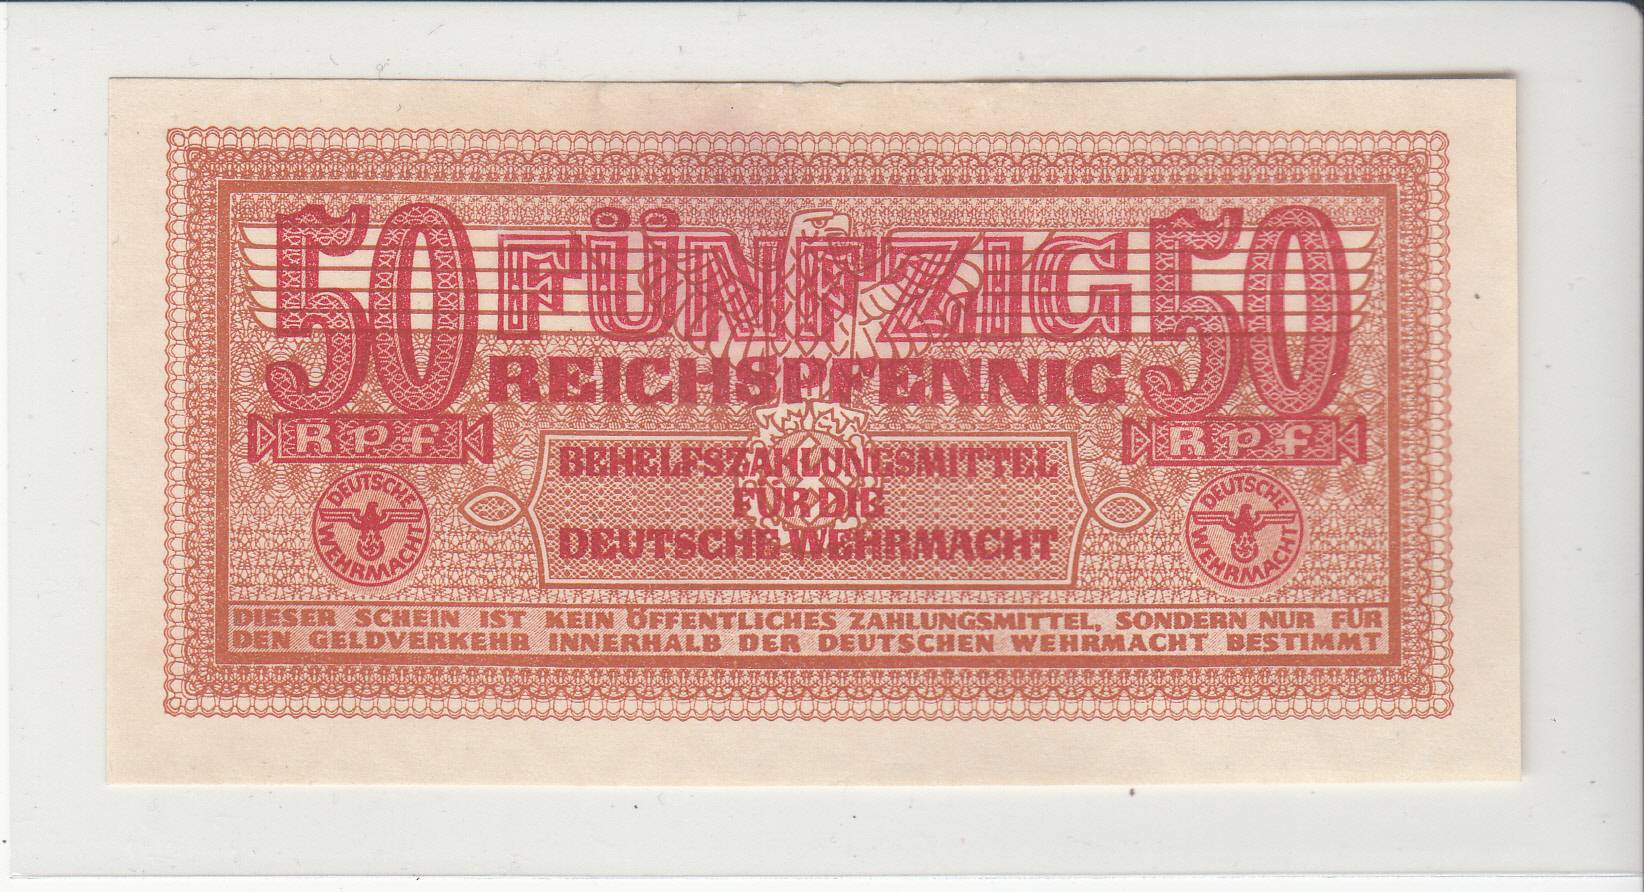 50 FÜNFZIG 50
REICHSPFENNIG
Rpf Rpf
BEHELFSZAHLUNGSMITTEL
FÜR DIE
DEUTSCHE WEHRMACHT
DEUTSCHE WEHRMACHT
DEUTSCHE WEHRMACHT
DIESER SCHEIN IST KEIN ÖFFENTLICHES ZAHLUNGSMITTEL, SONDERN NUR FÜR
DEN GELDVERKEHR INNERHALB DER DEUTSCHEN WEHRMACHT BESTIMMT